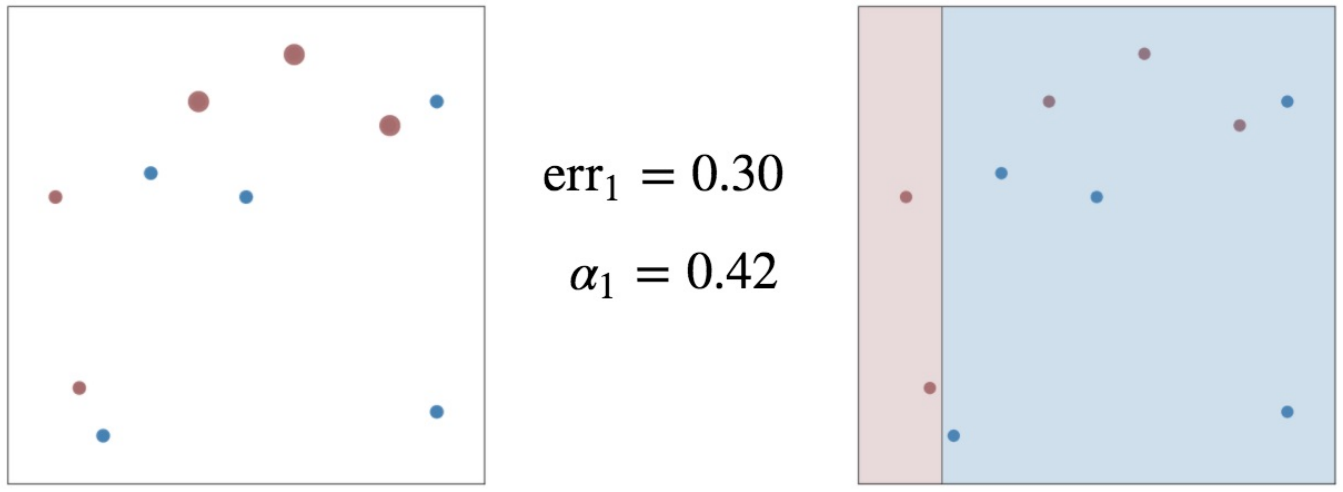 err₁ = 0.30
α₁ = 0.42